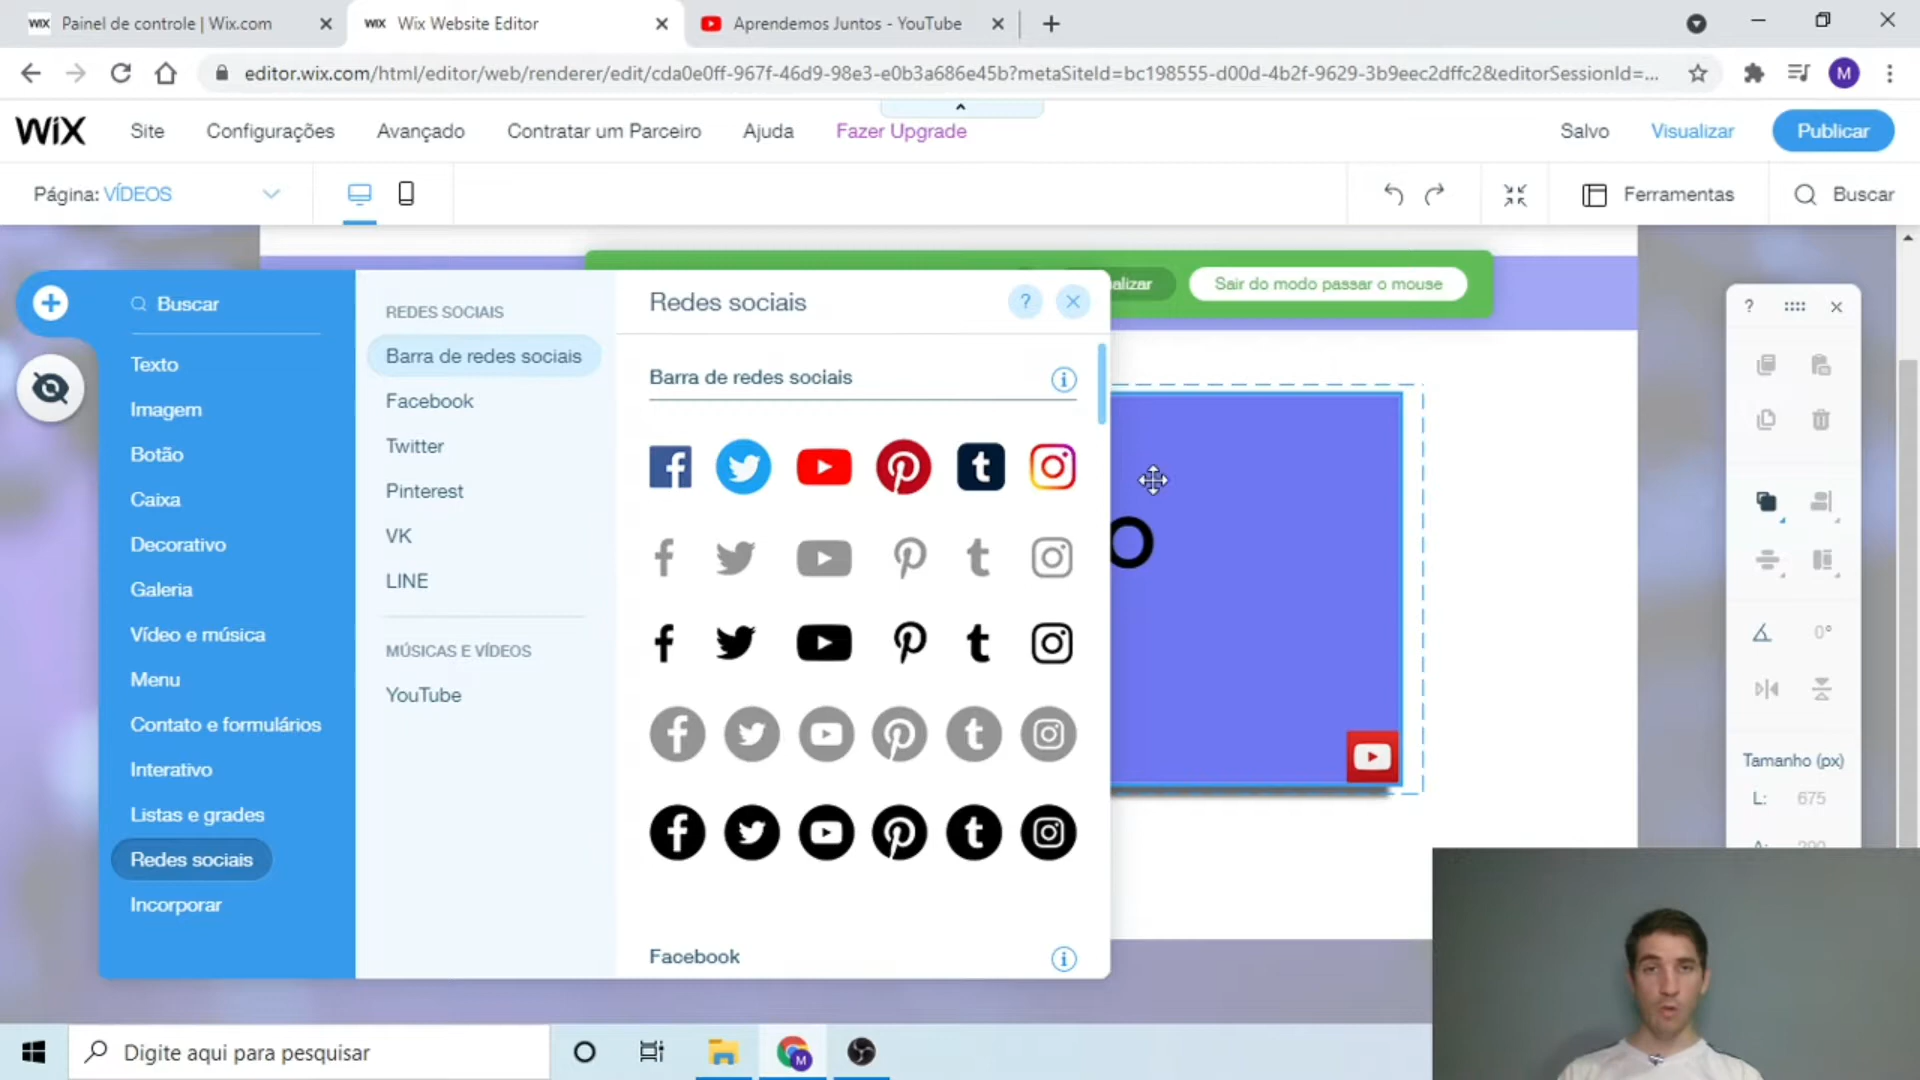 WiX Painel de controle | Wix.com
WiX Wix Website Editor
Aprendemos Juntos - YouTube
editor.wix.com/html/editor/web/renderer/edit/cda0e0ff-967f-46d9-98e3-e0b3a686e45b?metaSiteId=bc198555-d00d-4b2f-9629-3b9eec2dffc2&editorSessionId=...
M
WiX Site Configurações Avançado Contratar um Parceiro Ajuda Fazer Upgrade Salvo Visualizar Publicar
Página: VÍDEOS Ferramentas Buscar
alizar Sair do modo passar o mouse
Buscar
Texto
Imagem
Botão
Caixa
Decorativo
Galeria
Vídeo e música
Menu
Contato e formulários
Interativo
Listas e grades
Redes sociais
Incorporar
REDES SOCIAIS
Barra de redes sociais
Facebook
Twitter
Pinterest
VK
LINE
MÚSICAS E VÍDEOS
YouTube
Redes sociais
?
Barra de redes sociais
Facebook
O
?
0°
Tamanho (px)
L: 675
Digite aqui para pesquisar
M